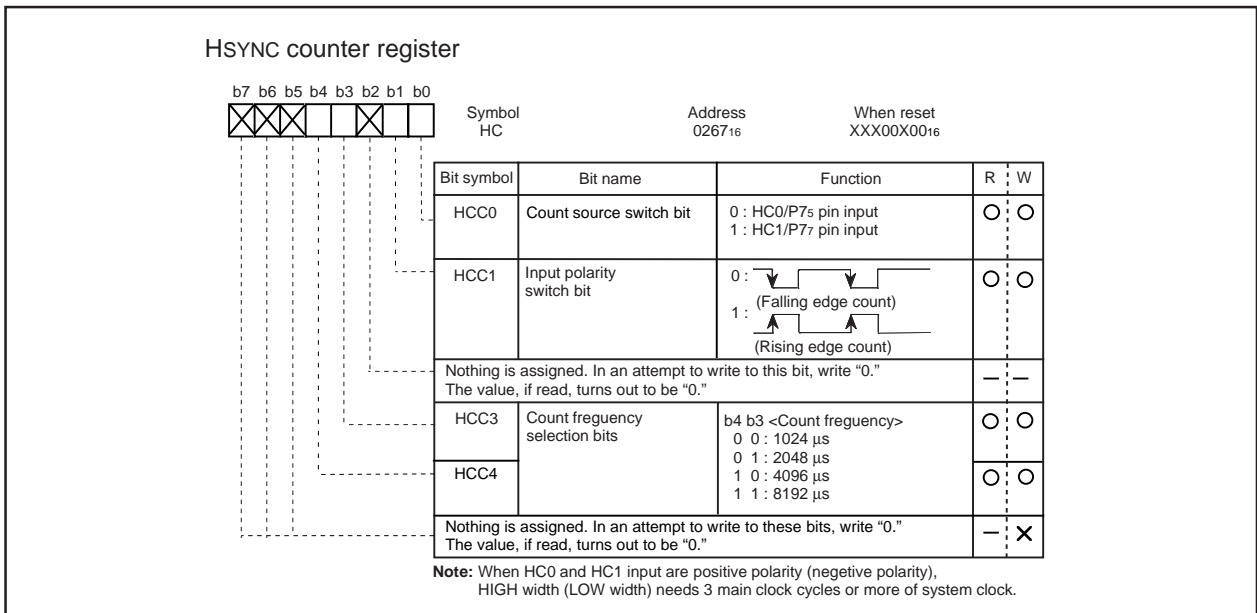 HSYNC counter register
b7 b6 b5 b4 b3 b2 b1 b0
Symbol Address When reset
HC 026716 XXX00X0016
Bit symbol Bit name Function R W
HCC0 Count source switch bit 0 : HC0/P75 pin input
1 : HC1/P77 pin input
HCC1 Input polarity
switch bit
0 :
(Falling edge count)
1 :
(Rising edge count)
Nothing is assigned. In an attempt to write to this bit, write “0.”
The value, if read, turns out to be “0.”
HCC3 Count freguency
selection bits
b4 b3 <Count freguency>
0 0 : 1024 µs
0 1 : 2048 µs
HCC4 1 0 : 4096 µs
1 1 : 8192 µs
Nothing is assigned. In an attempt to write to these bits, write “0.”
The value, if read, turns out to be “0.”
Note: When HC0 and HC1 input are positive polarity (negetive polarity),
HIGH width (LOW width) needs 3 main clock cycles or more of system clock.